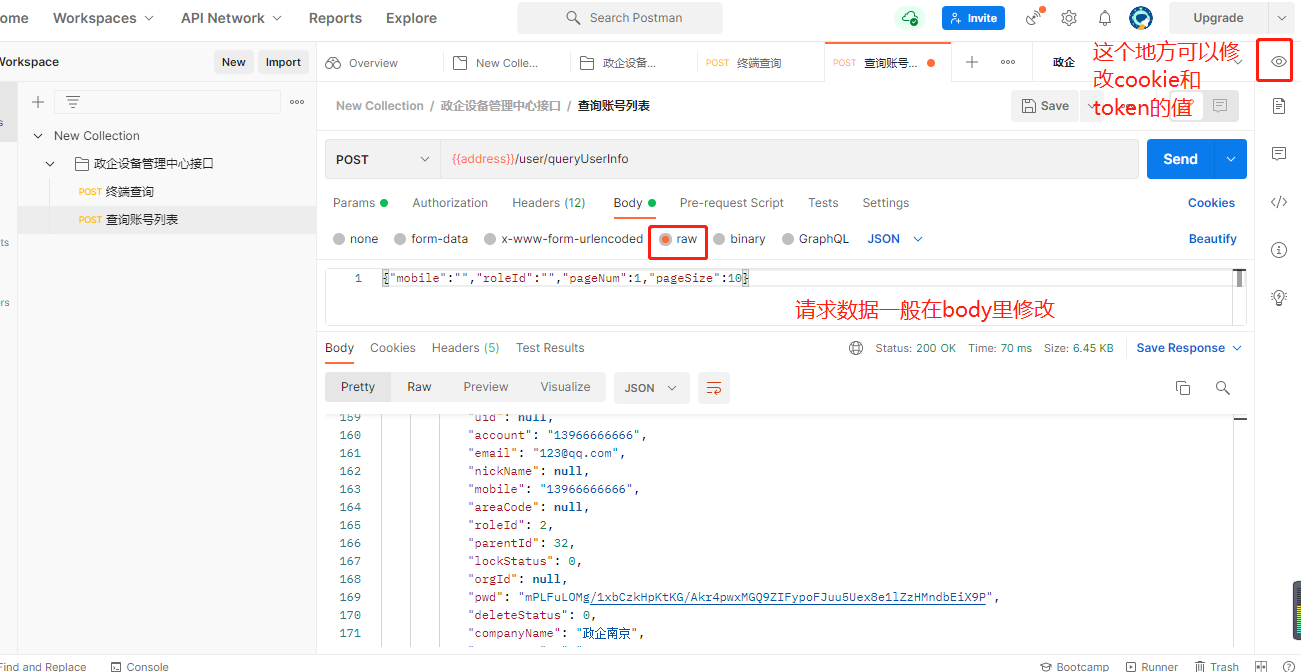 ome Workspaces API Network Reports Explore Search Postman Invite Upgrade
Workspace New Import Overview New Colle... 政企设备... POST 终端查询 POST 查询账号... 政企
这个地方可以修
改cookie和
token的值
New Collection / 政企设备管理中心接口 / 查询账号列表 Save
New Collection
政企设备管理中心接口
POST 终端查询
POST 查询账号列表
POST {{address}}/user/queryUserInfo Send
Params Authorization Headers (12) Body Pre-request Script Tests Settings Cookies
none form-data x-www-form-urlencoded raw binary GraphQL JSON Beautify
1 {"mobile":"","roleId":"","pageNum":1,"pageSize":10}
请求数据一般在body里修改
s
ts
ers
Body Cookies Headers (5) Test Results Status: 200 OK Time: 70 ms Size: 6.45 KB Save Response
Pretty Raw Preview Visualize JSON
159 "uid": null,
160 "account": "13966666666",
161 "email": "123@qq.com",
162 "nickName": null,
163 "mobile": "13966666666",
164 "areaCode": null,
165 "roleId": 2,
166 "parentId": 32,
167 "lockStatus": 0,
168 "orgId": null,
169 "pwd": "mPLFuLOMg/1xbCzkHpKtKG/Akr4pwxMGQ9ZIFypoFJuu5Uex8e1lZzHMndbEiX9P",
170 "deleteStatus": 0,
171 "companyName": "政企南京",
Find and Replace Console Bootcamp Runner Trash